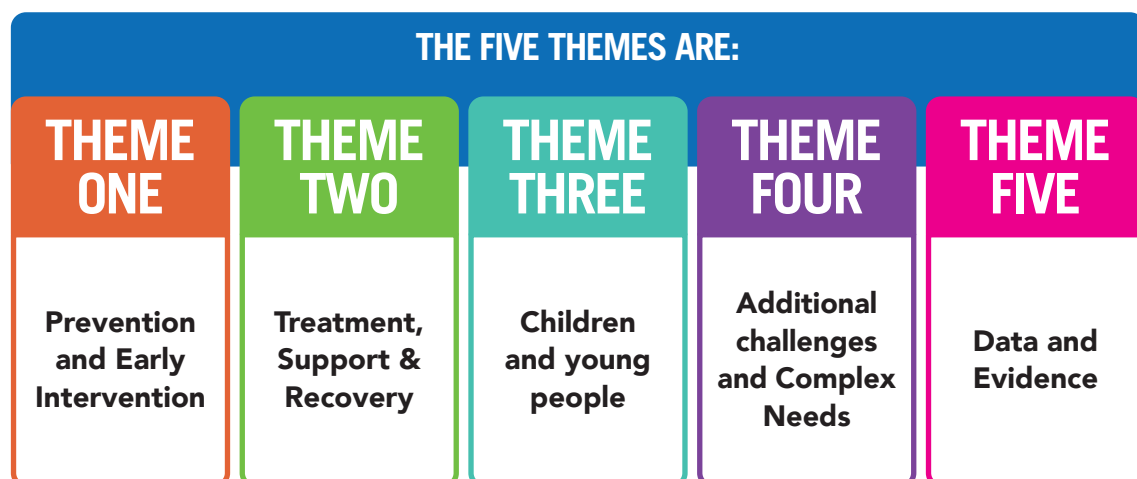 THE FIVE THEMES ARE:
THEME
ONE
Prevention
and Early
Intervention
THEME
TWO
Treatment,
Support &
Recovery
THEME
THREE
Children
and young
people
THEME
FOUR
Additional
challenges
and Complex
Needs
THEME
FIVE
Data and
Evidence